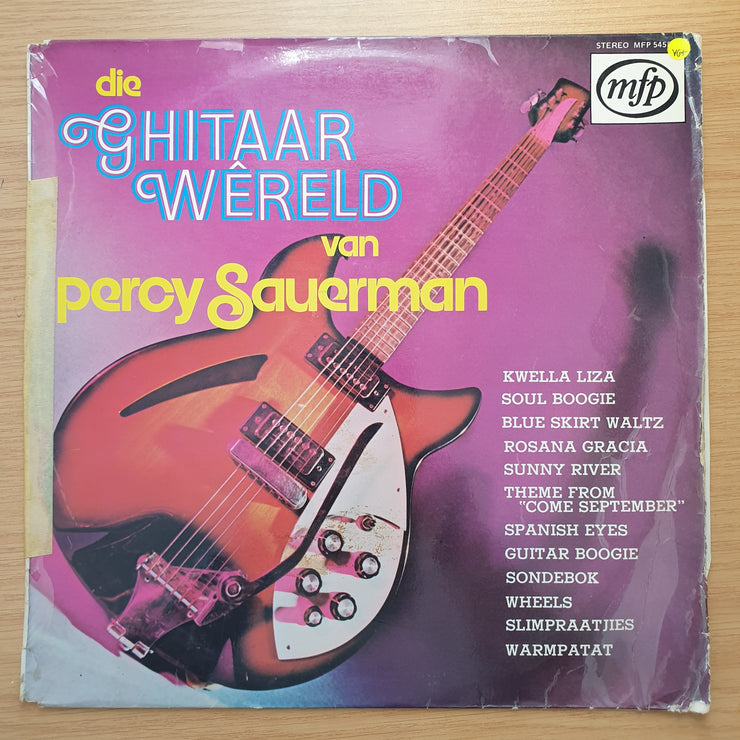 STEREO MFP 545
VG+
mfp
die
GHITAAR
WÊRELD
van
percy Sauerman
KWELLA LIZA
SOUL BOOGIE
BLUE SKIRT WALTZ
ROSANA GRACIA
SUNNY RIVER
THEME FROM
"COME SEPTEMBER"
SPANISH EYES
GUITAR BOOGIE
SONDEBOK
WHEELS
SLIMPRAATJIES
WARMPATAT